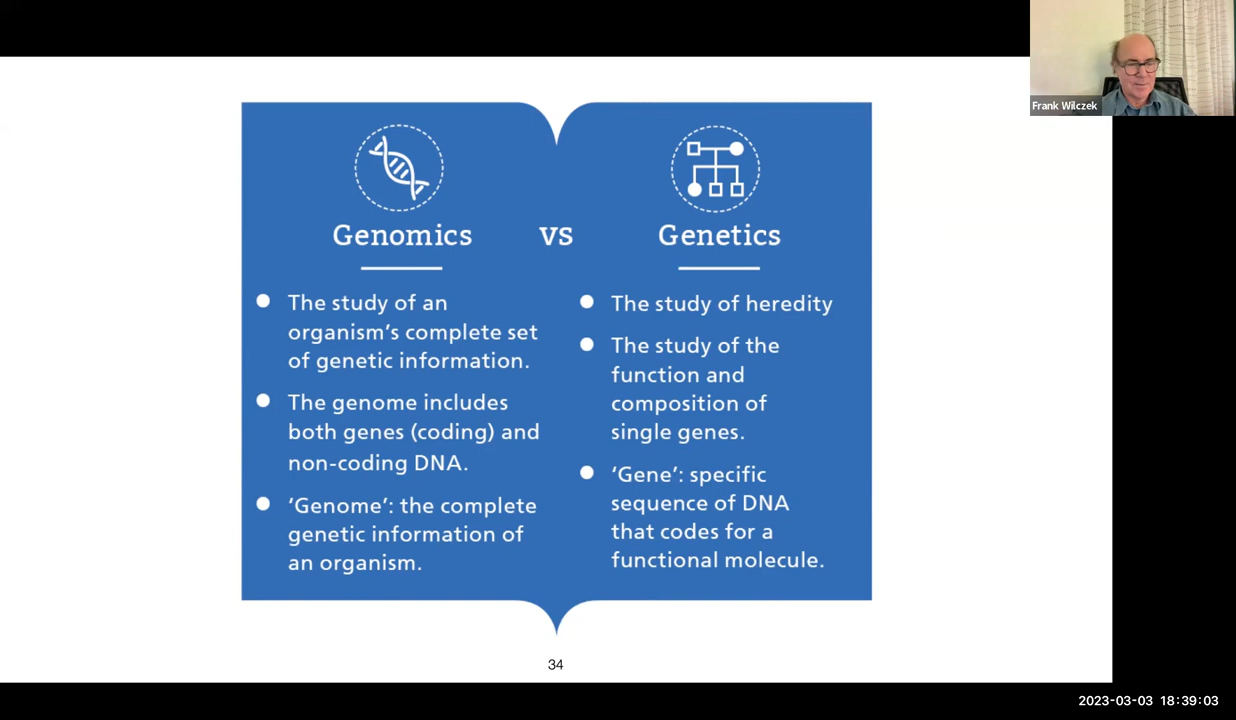 Frank Wilczek
Genomics
The study of an
organism’s complete set
of genetic information.
The genome includes
both genes (coding) and
non-coding DNA.
‘Genome’: the complete
genetic information of
an organism.
vs
Genetics
The study of heredity
The study of the
function and
composition of
single genes.
‘Gene’: specific
sequence of DNA
that codes for a
functional molecule.
34
2023-03-03 18:39:03